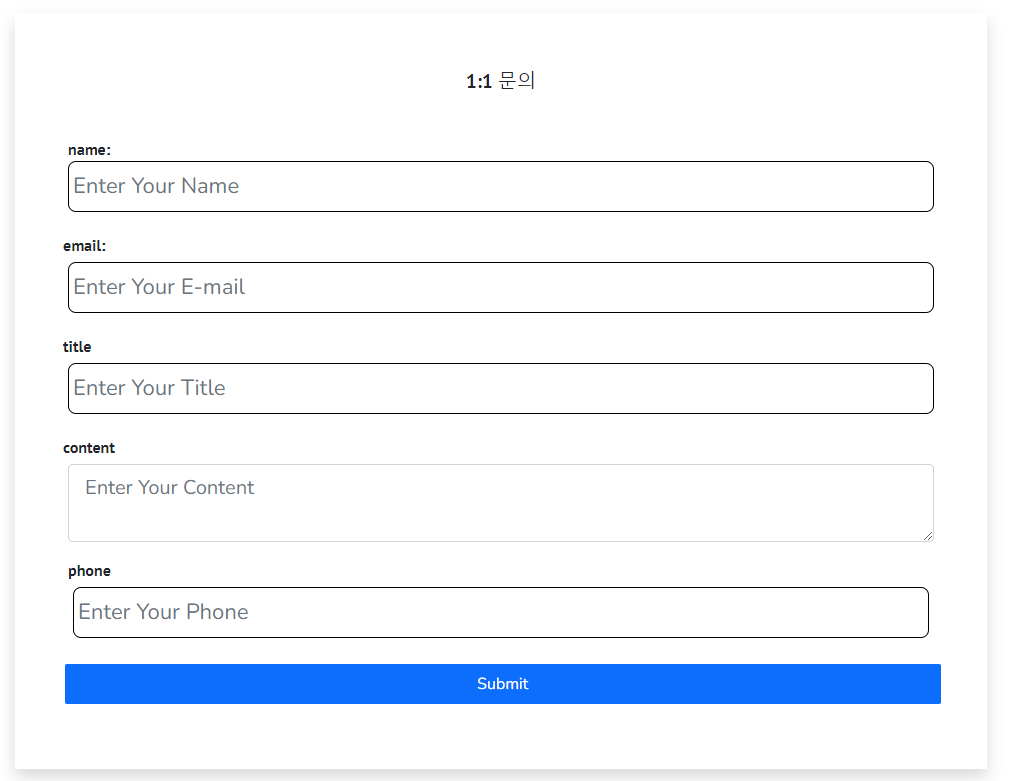 1:1 문의
name:
Enter Your Name
email:
Enter Your E-mail
title
Enter Your Title
content
Enter Your Content
phone
Enter Your Phone
Submit